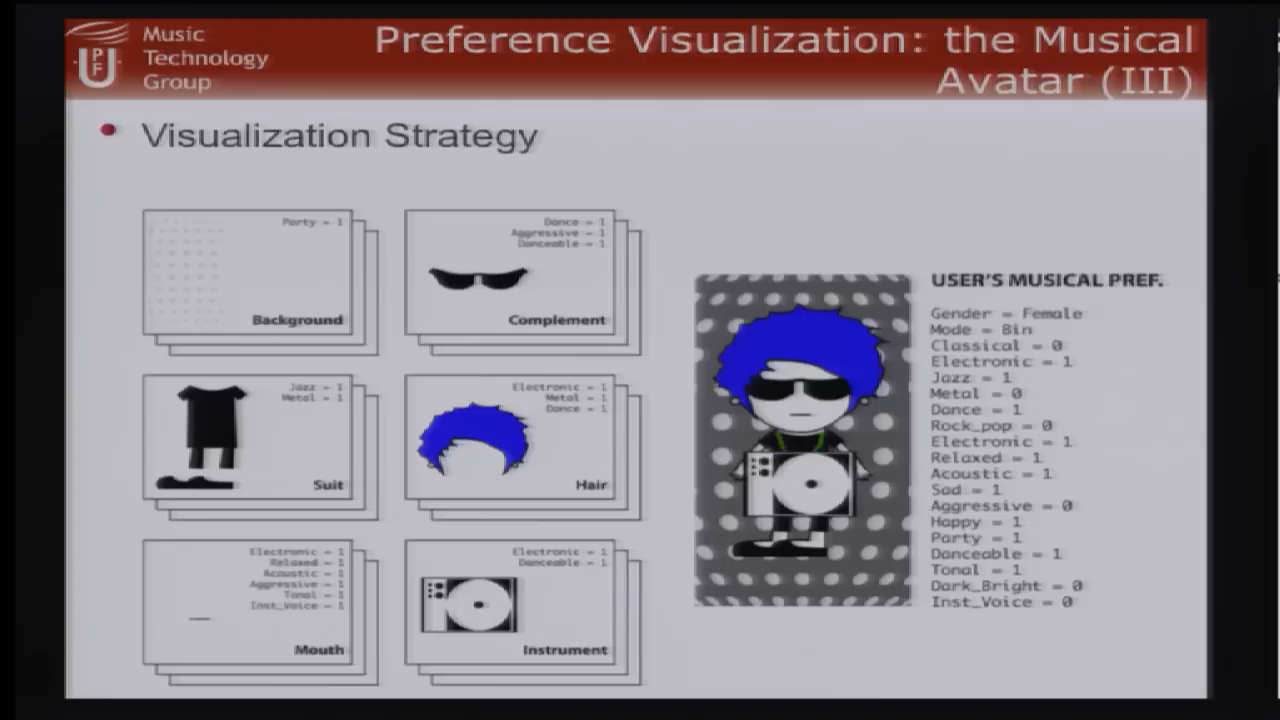 Music
Technology
Group
UPF
Preference Visualization: the Musical
Avatar (III)
Visualization Strategy
Party = 1
Background
Dance = 1
Aggressive = 1
Danceable = 1
Complement
Jazz = 1
Metal = 1
Suit
Electronic = 1
Metal = 1
Dance = 1
Hair
Electronic = 1
Relaxed = 1
Acoustic = 1
Aggressive = 1
Tonal = 1
Inst_Voice = 1
Mouth
Electronic = 1
Danceable = 1
Instrument
USER'S MUSICAL PREF.
Gender = Female
Mode = Bin
Classical = 0
Electronic = 1
Jazz = 1
Metal = 0
Dance = 1
Rock_pop = 0
Electronic = 1
Relaxed = 1
Acoustic = 1
Sad = 1
Aggressive = 0
Happy = 1
Party = 1
Danceable = 1
Tonal = 1
Dark_Bright = 0
Inst_Voice = 0